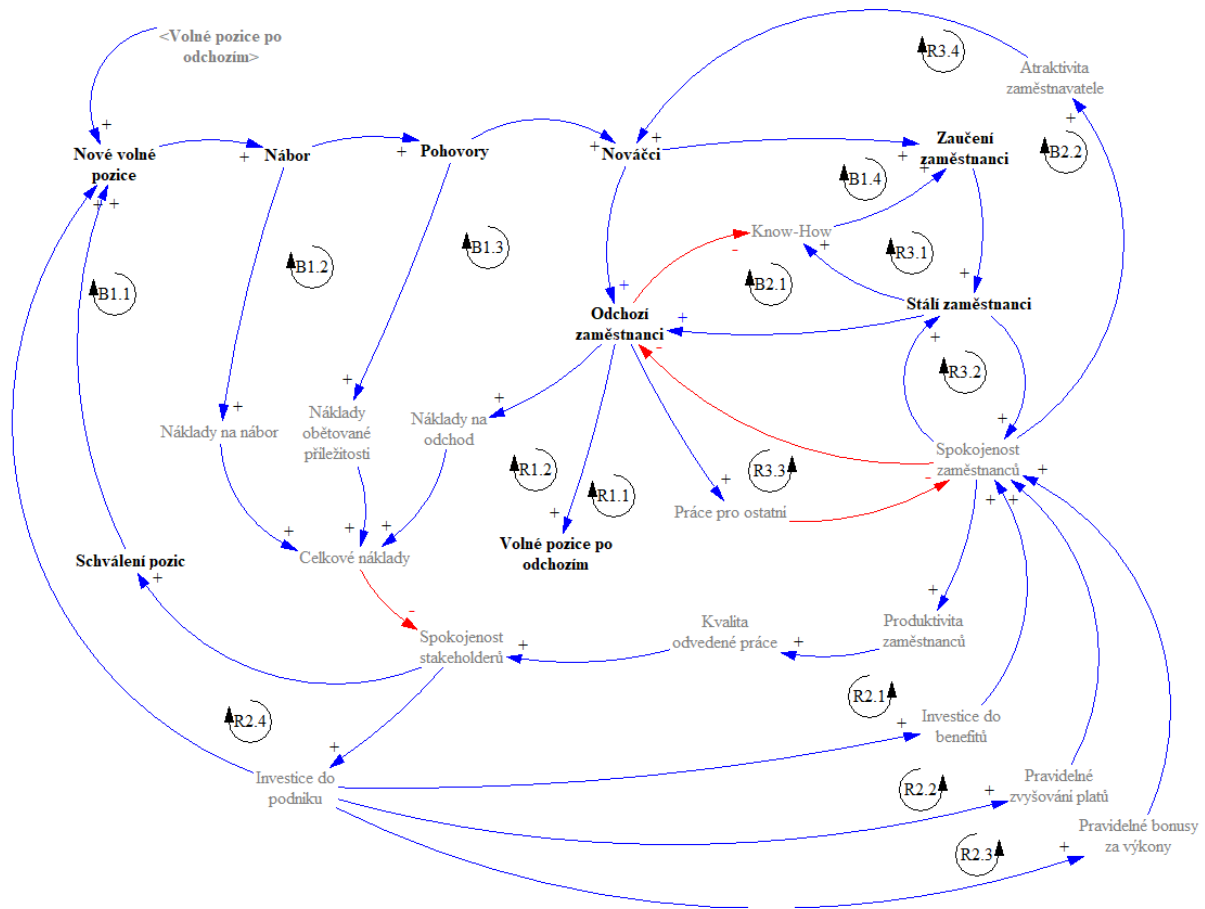 <Volné pozice po
odchozím>
R3.4
Atraktivita
zaměstnavatele
+
+
Nové volné
pozice
+
Nábor
+
Pohovory
+
Nováčci
+
+
Zaučení
zaměstnanci
+
B2.2
B1.4
+
+ +
Know-How
B1.3
B1.2
B1.1
-
+
R3.1
B2.1
+
+
Odchozí
zaměstnanci
+
Stálí zaměstnanci
-
+
R3.2
+
+
+
Náklady na nábor
Náklady
obětované
příležitosti
Náklady na
odchod
+
Spokojenost
zaměstnanců
+
-
R1.2
R3.3
R1.1
+
+ +
Práce pro ostatní
+
+
+
+
Volné pozice po
odchozím
Schválení pozic
+
Celkové náklady
-
+
Spokojenost
stakeholderů
+
Kvalita
odvedené práce
+
Produktivita
zaměstnanců
R2.1
R2.4
+
Investice do
benefitů
+
Investice do
podniku
R2.2
+
Pravidelné
zvyšování platů
Pravidelné bonusy
za výkony
+
R2.3